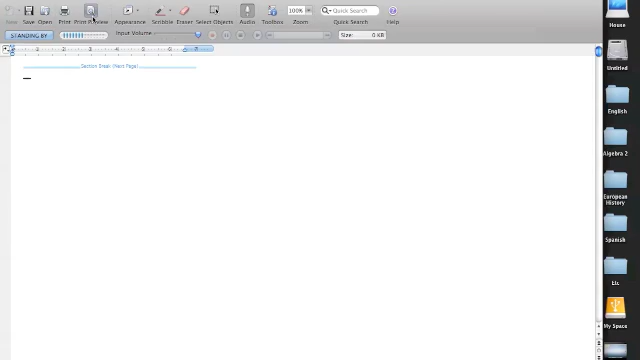 New Save Open Print Print Preview Appearance Scribble Eraser Select Objects Audio Toolbox 100% Zoom Quick Search Quick Search Help
STANDING BY Input Volume Size: 0 KB
Section Break (Next Page)
House
Untitled
English
Algebra 2
European
History
Spanish
Etc
My Space